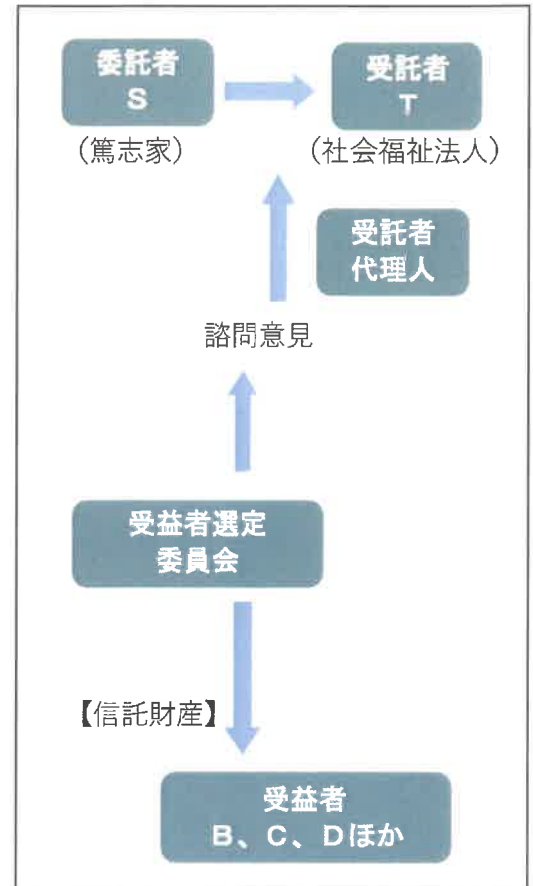 委託者
S
（篤志家）
受託者
T
（社会福祉法人）
受託者
代理人
諮問意見
受益者選定
委員会
【信託財産】
受益者
B、C、Dほか